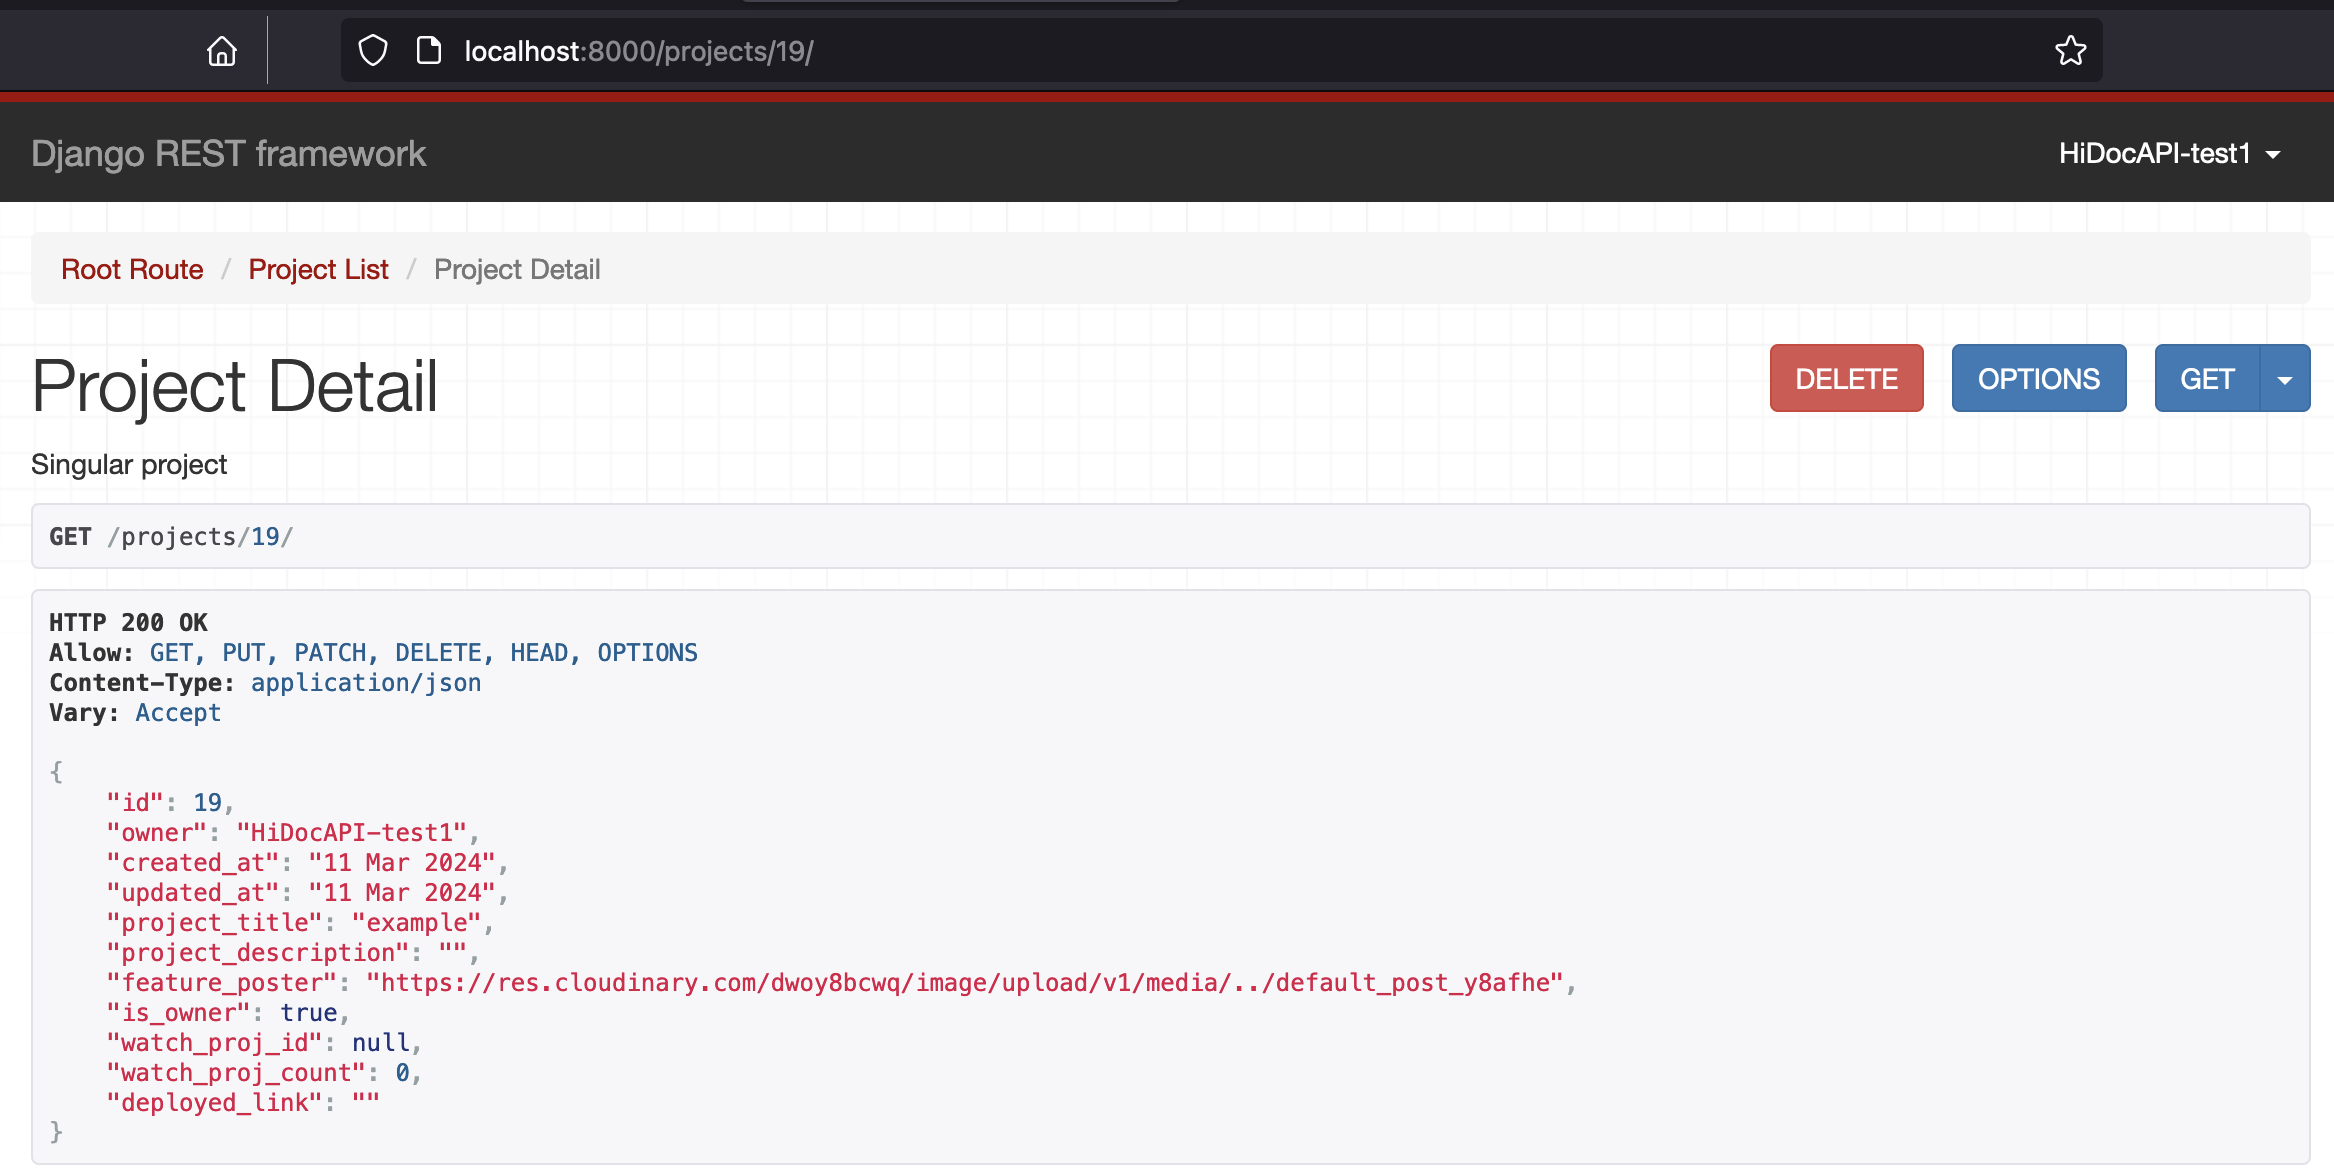 localhost:8000/projects/19/
Django REST framework
HiDocAPI-test1
Root Route / Project List / Project Detail
Project Detail
DELETE
OPTIONS
GET
Singular project
GET /projects/19/
HTTP 200 OK
Allow: GET, PUT, PATCH, DELETE, HEAD, OPTIONS
Content-Type: application/json
Vary: Accept
{
    "id": 19,
    "owner": "HiDocAPI-test1",
    "created_at": "11 Mar 2024",
    "updated_at": "11 Mar 2024",
    "project_title": "example",
    "project_description": "",
    "feature_poster": "https://res.cloudinary.com/dwoy8bcwq/image/upload/v1/media/../default_post_y8afhe",
    "is_owner": true,
    "watch_proj_id": null,
    "watch_proj_count": 0,
    "deployed_link": ""
}